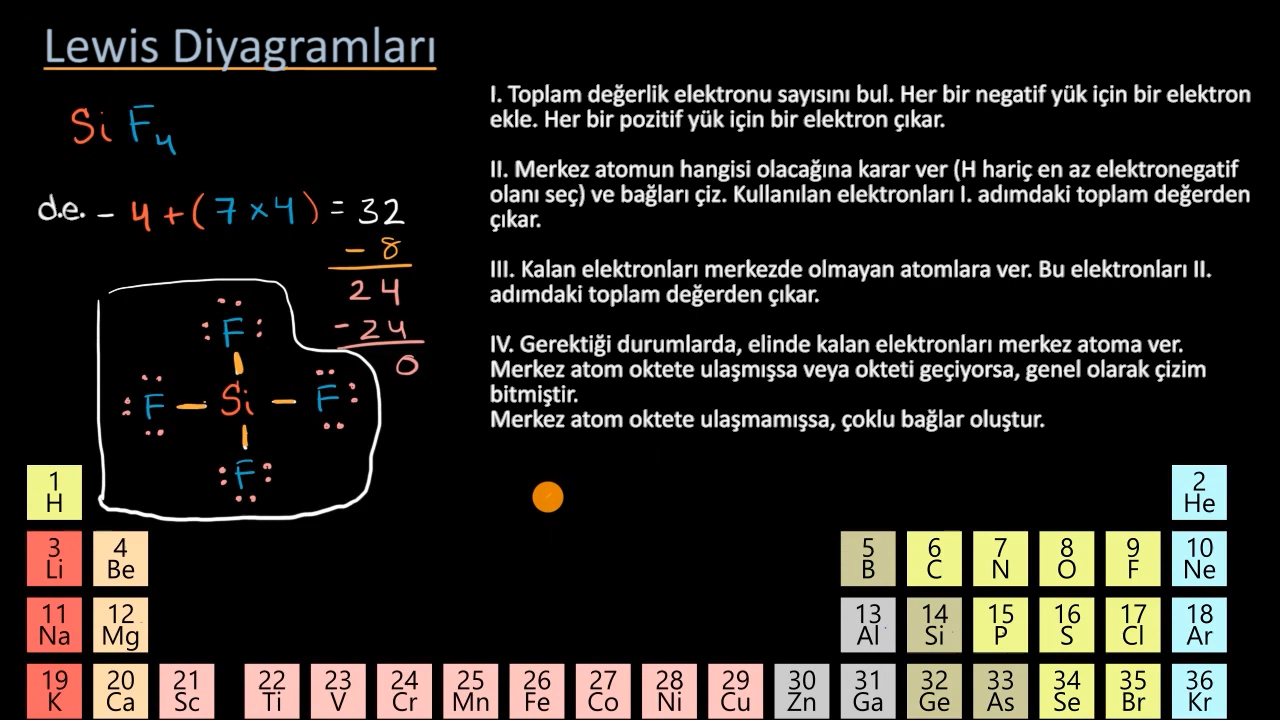 Lewis Diyagramları
SiF4
d.e. - 4 + (7 x 4) = 32
- 8
24
- 24
0
: F :
: F - Si - F :
: F :
I. Toplam değerlik elektronu sayısını bul. Her bir negatif yük için bir elektron
ekle. Her bir pozitif yük için bir elektron çıkar.
II. Merkez atomun hangisi olacağına karar ver (H hariç en az elektronegatif
olanı seç) ve bağları çiz. Kullanılan elektronları I. adımdaki toplam değerden
çıkar.
III. Kalan elektronları merkezde olmayan atomlara ver. Bu elektronları II.
adımdaki toplam değerden çıkar.
IV. Gerektiği durumlarda, elinde kalan elektronları merkez atoma ver.
Merkez atom oktete ulaşmışsa veya okteti geçiyorsa, genel olarak çizim
bitmiştir.
Merkez atom oktete ulaşmamışsa, çoklu bağlar oluştur.
1 2
H He
3 4 5 6 7 8 9 10
Li Be B C N O F Ne
11 12 13 14 15 16 17 18
Na Mg Al Si P S Cl Ar
19 20 21 22 23 24 25 26 27 28 29 30 31 32 33 34 35 36
K Ca Sc Ti V Cr Mn Fe Co Ni Cu Zn Ga Ge As Se Br Kr